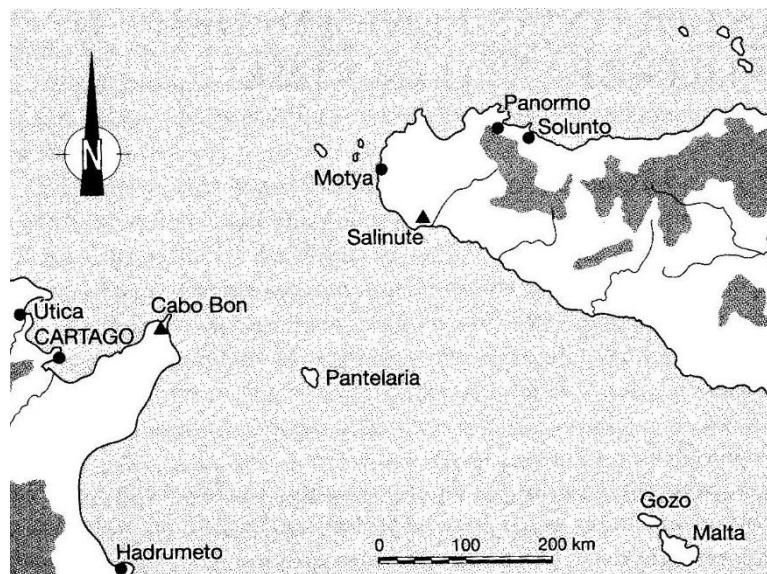 N
Panormo
Solunto
Motya
Salinute
Cabo Bon
Utica
CARTAGO
Pantelaria
Gozo
Malta
Hadrumeto
0 100 200 km